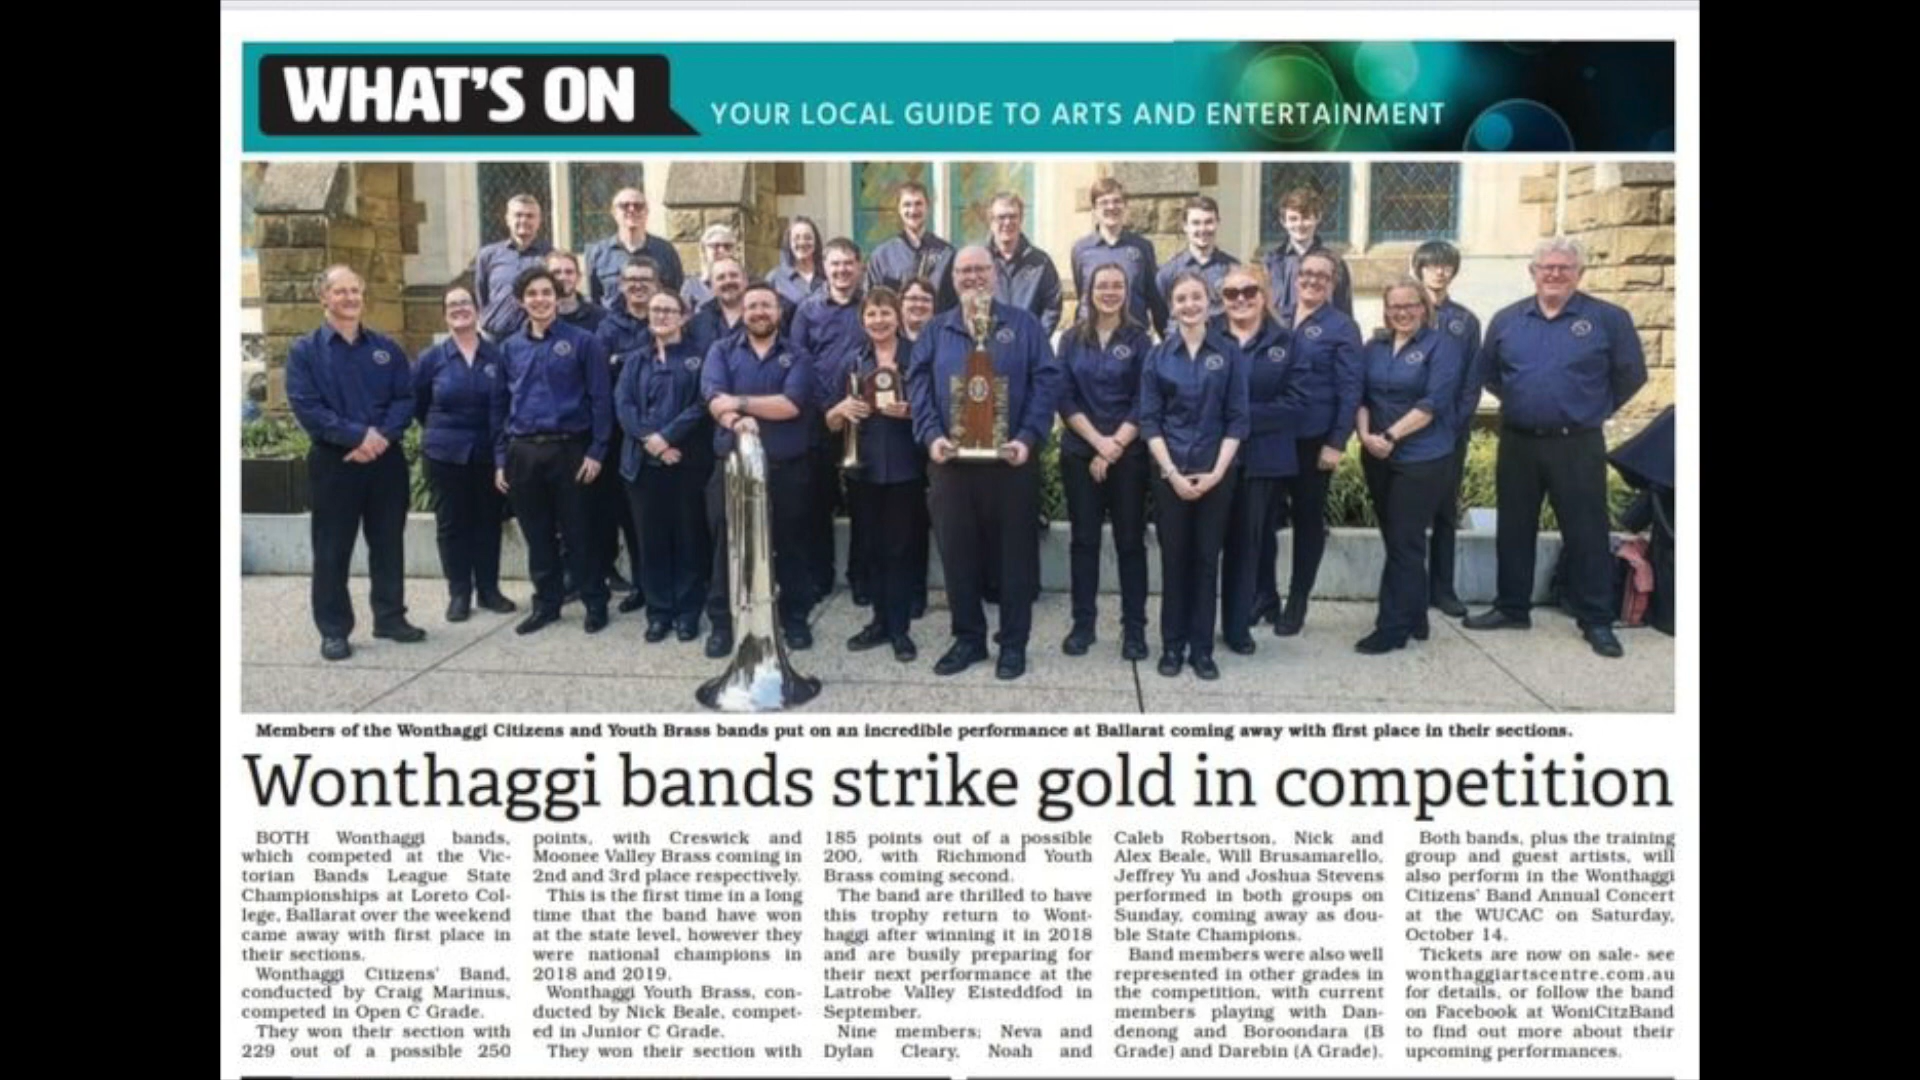 WHAT'S ON
YOUR LOCAL GUIDE TO ARTS AND ENTERTAINMENT
Members of the Wonthaggi Citizens and Youth Brass bands put on an incredible performance at Ballarat coming away with first place in their sections.
Wonthaggi bands strike gold in competition
BOTH Wonthaggi bands,
which competed at the Vic-
torian Bands League State
Championships at Loreto Col-
lege, Ballarat over the weekend
came away with first place in
their sections.
Wonthaggi Citizens' Band,
conducted by Craig Marinus,
competed in Open C Grade.
They won their section with
229 out of a possible 250
points, with Creswick and
Moonee Valley Brass coming in
2nd and 3rd place respectively.
This is the first time in a long
time that the band have won
at the state level, however they
were national champions in
2018 and 2019.
Wonthaggi Youth Brass, con-
ducted by Nick Beale, compet-
ed in Junior C Grade.
They won their section with
185 points out of a possible
200, with Richmond Youth
Brass coming second.
The band are thrilled to have
this trophy return to Wont-
haggi after winning it in 2018
and are busily preparing for
their next performance at the
Latrobe Valley Eisteddfod in
September.
Nine members; Neva and
Dylan Cleary, Noah and
Caleb Robertson, Nick and
Alex Beale, Will Brusamarello,
Jeffrey Yu and Joshua Stevens
performed in both groups on
Sunday, coming away as dou-
ble State Champions.
Band members were also well
represented in other grades in
the competition, with current
members playing with Dan-
denong and Boroondara (B
Grade) and Darebin (A Grade).
Both bands, plus the training
group and guest artists, will
also perform in the Wonthaggi
Citizens' Band Annual Concert
at the WUCAC on Saturday,
October 14.
Tickets are now on sale- see
wonthaggiartscentre.com.au
for details, or follow the band
on Facebook at WoniCitzBand
to find out more about their
upcoming performances.